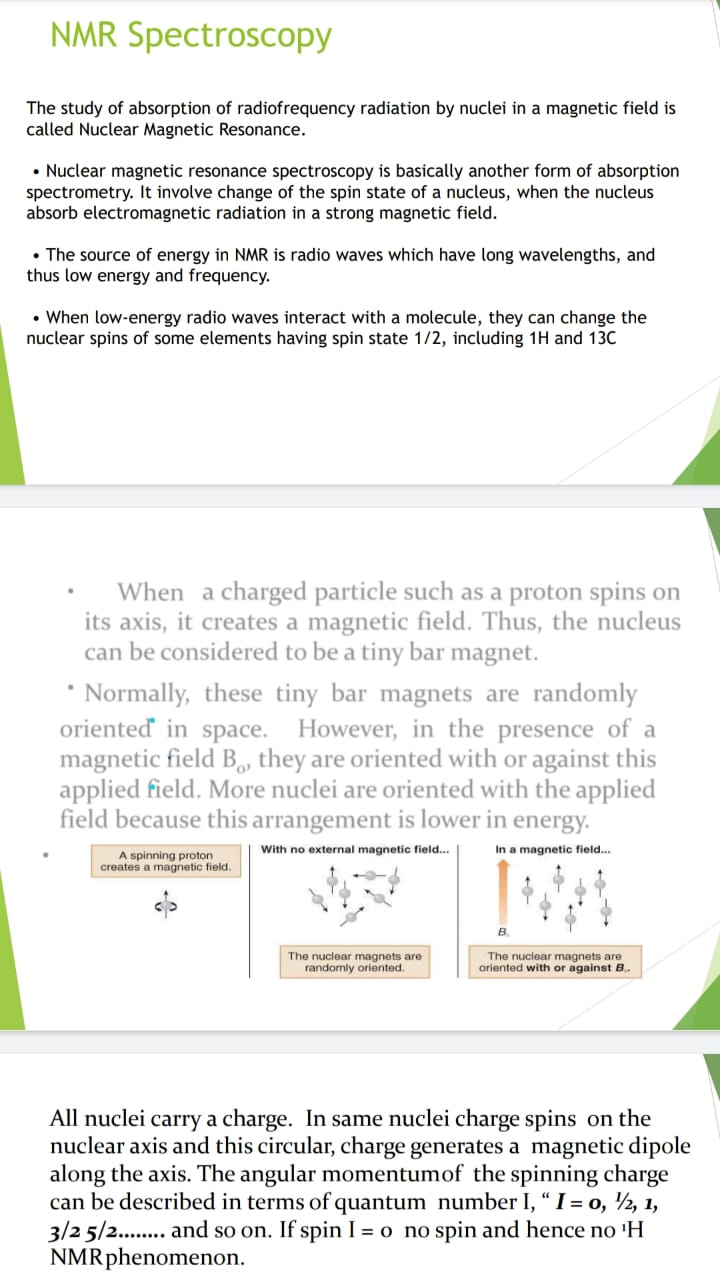 NMR Spectroscopy
The study of absorption of radiofrequency radiation by nuclei in a magnetic field is
called Nuclear Magnetic Resonance.
• Nuclear magnetic resonance spectroscopy is basically another form of absorption
spectrometry. It involve change of the spin state of a nucleus, when the nucleus
absorb electromagnetic radiation in a strong magnetic field.
• The source of energy in NMR is radio waves which have long wavelengths, and
thus low energy and frequency.
• When low-energy radio waves interact with a molecule, they can change the
nuclear spins of some elements having spin state 1/2, including 1H and 13C
• When a charged particle such as a proton spins on
its axis, it creates a magnetic field. Thus, the nucleus
can be considered to be a tiny bar magnet.
• Normally, these tiny bar magnets are randomly
oriented in space. However, in the presence of a
magnetic field B₀, they are oriented with or against this
applied field. More nuclei are oriented with the applied
field because this arrangement is lower in energy.
•
A spinning proton
creates a magnetic field.
With no external magnetic field...
The nuclear magnets are
randomly oriented.
In a magnetic field...
B₀
The nuclear magnets are
oriented with or against B₀.
All nuclei carry a charge. In same nuclei charge spins on the
nuclear axis and this circular, charge generates a magnetic dipole
along the axis. The angular momentumof the spinning charge
can be described in terms of quantum number I, “ I = 0, ½, 1,
3/2 5/2........ and so on. If spin I = 0 no spin and hence no ¹H
NMR phenomenon.